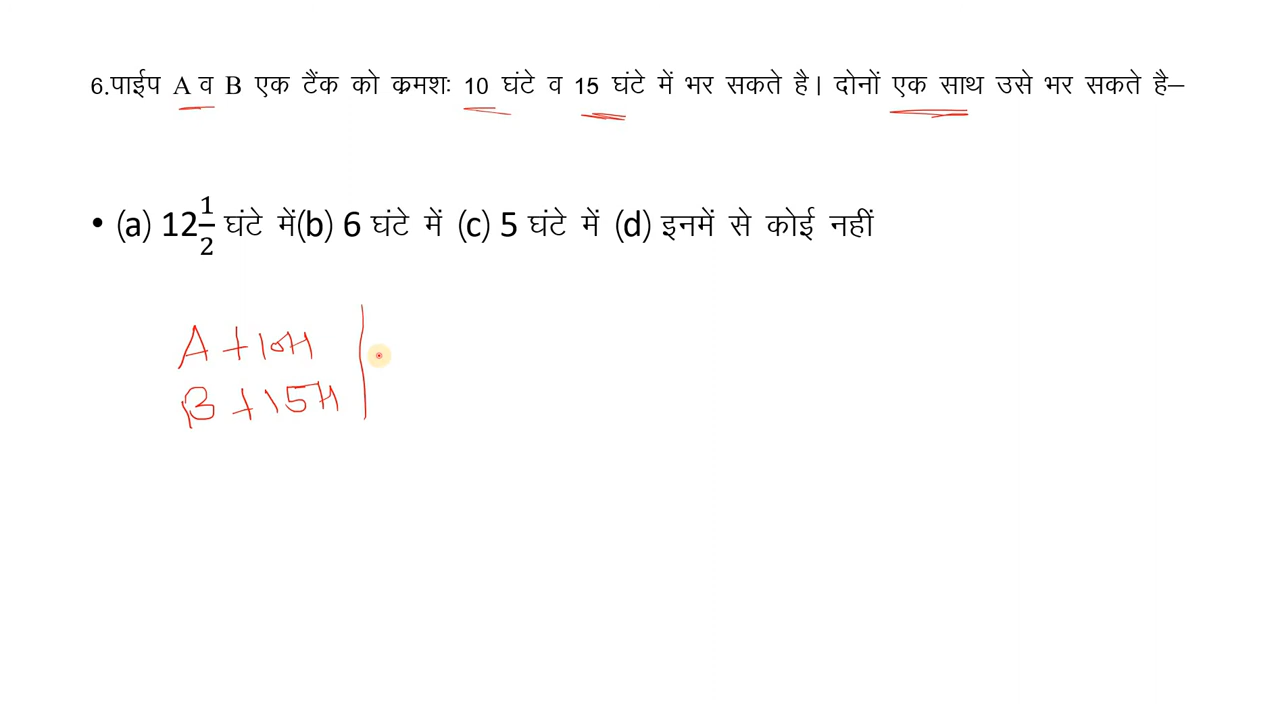 6.पाईप A व B एक टैंक को क्रमशः 10 घंटे व 15 घंटे में भर सकते है। दोनों एक साथ उसे भर सकते है–
• (a) 12½ घंटे में(b) 6 घंटे में (c) 5 घंटे में (d) इनमें से कोई नहीं
A + 10H
B + 15H